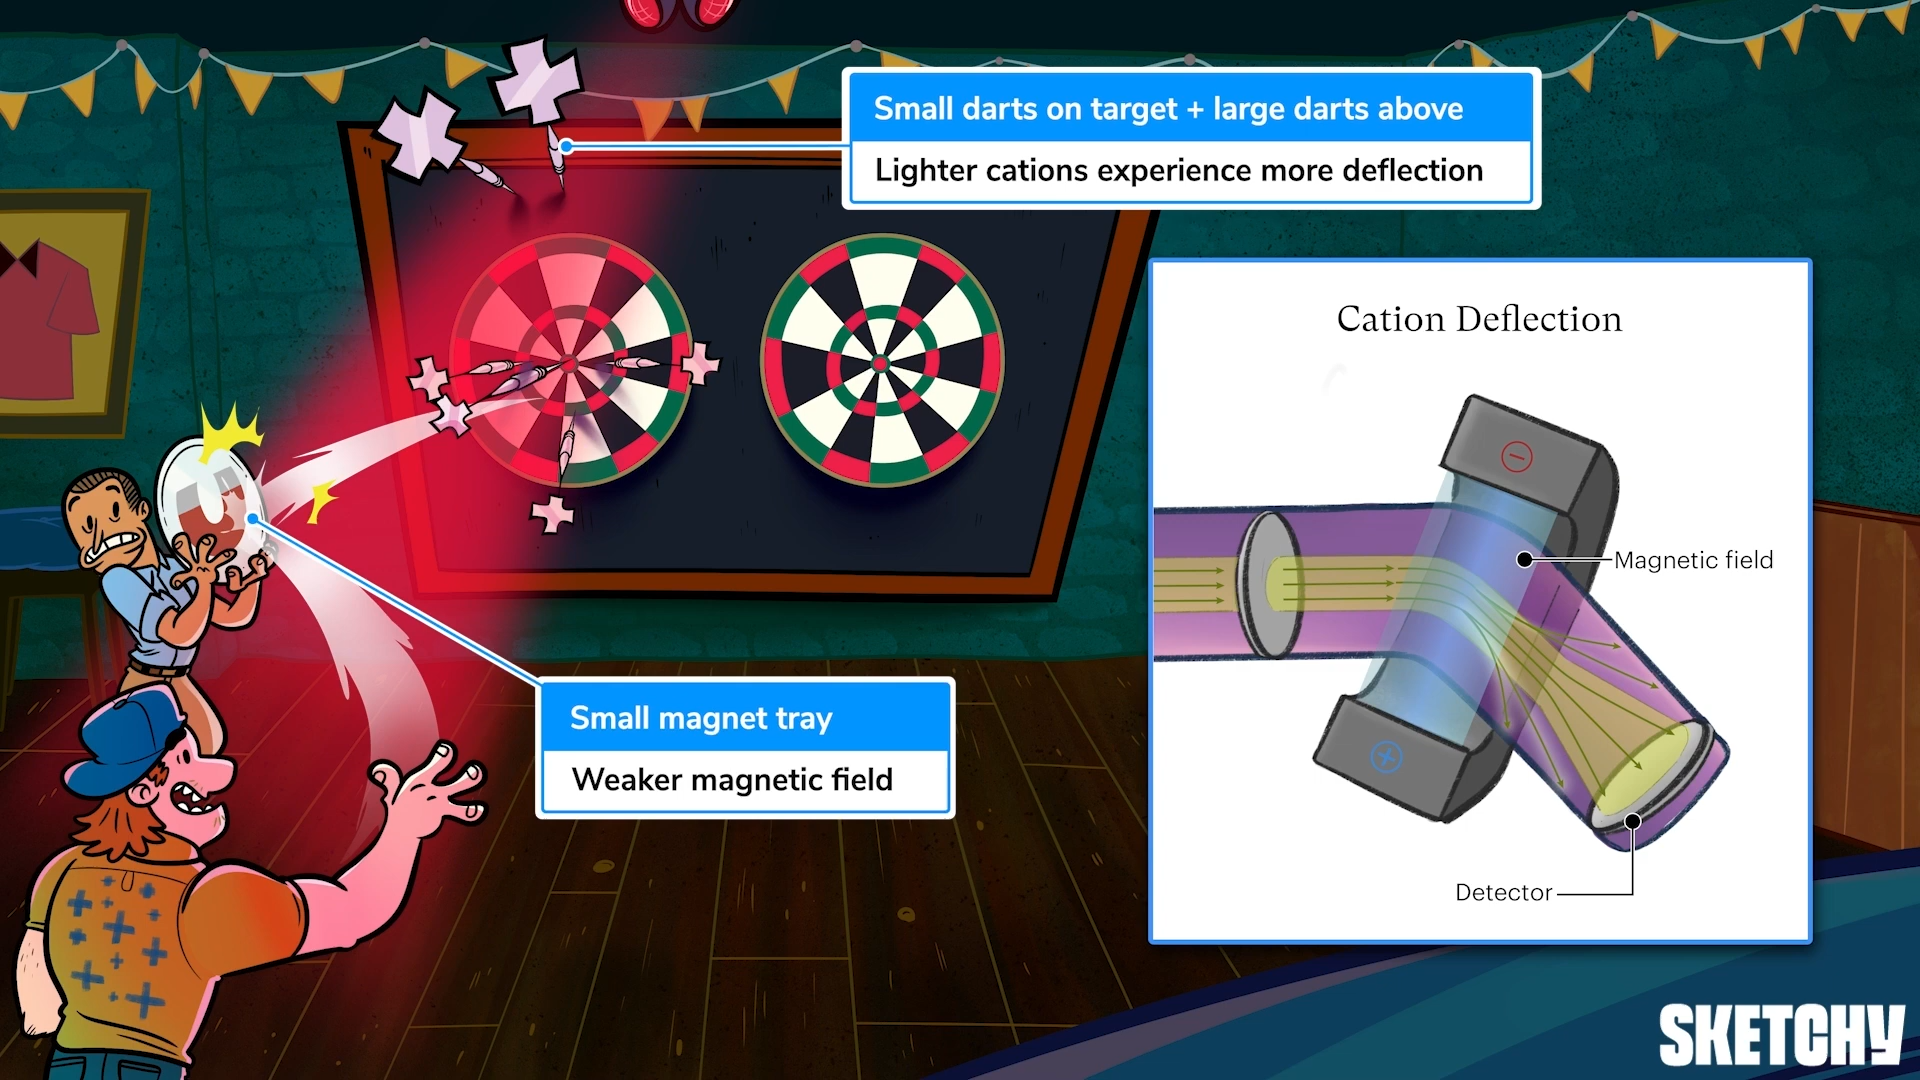 Small darts on target + large darts above
Lighter cations experience more deflection
Cation Deflection
Magnetic field
Small magnet tray
Weaker magnetic field
Detector
SKETCHY